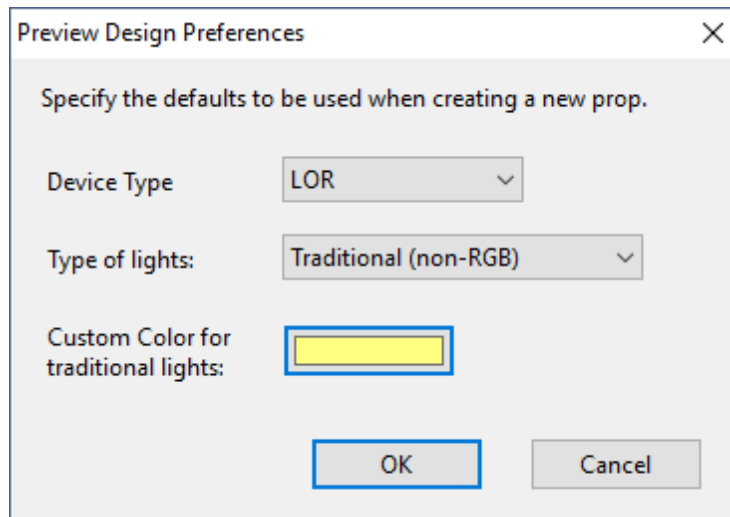 Preview Design Preferences
Specify the defaults to be used when creating a new prop.
Device Type
LOR
Type of lights:
Traditional (non-RGB)
Custom Color for
traditional lights:
OK
Cancel